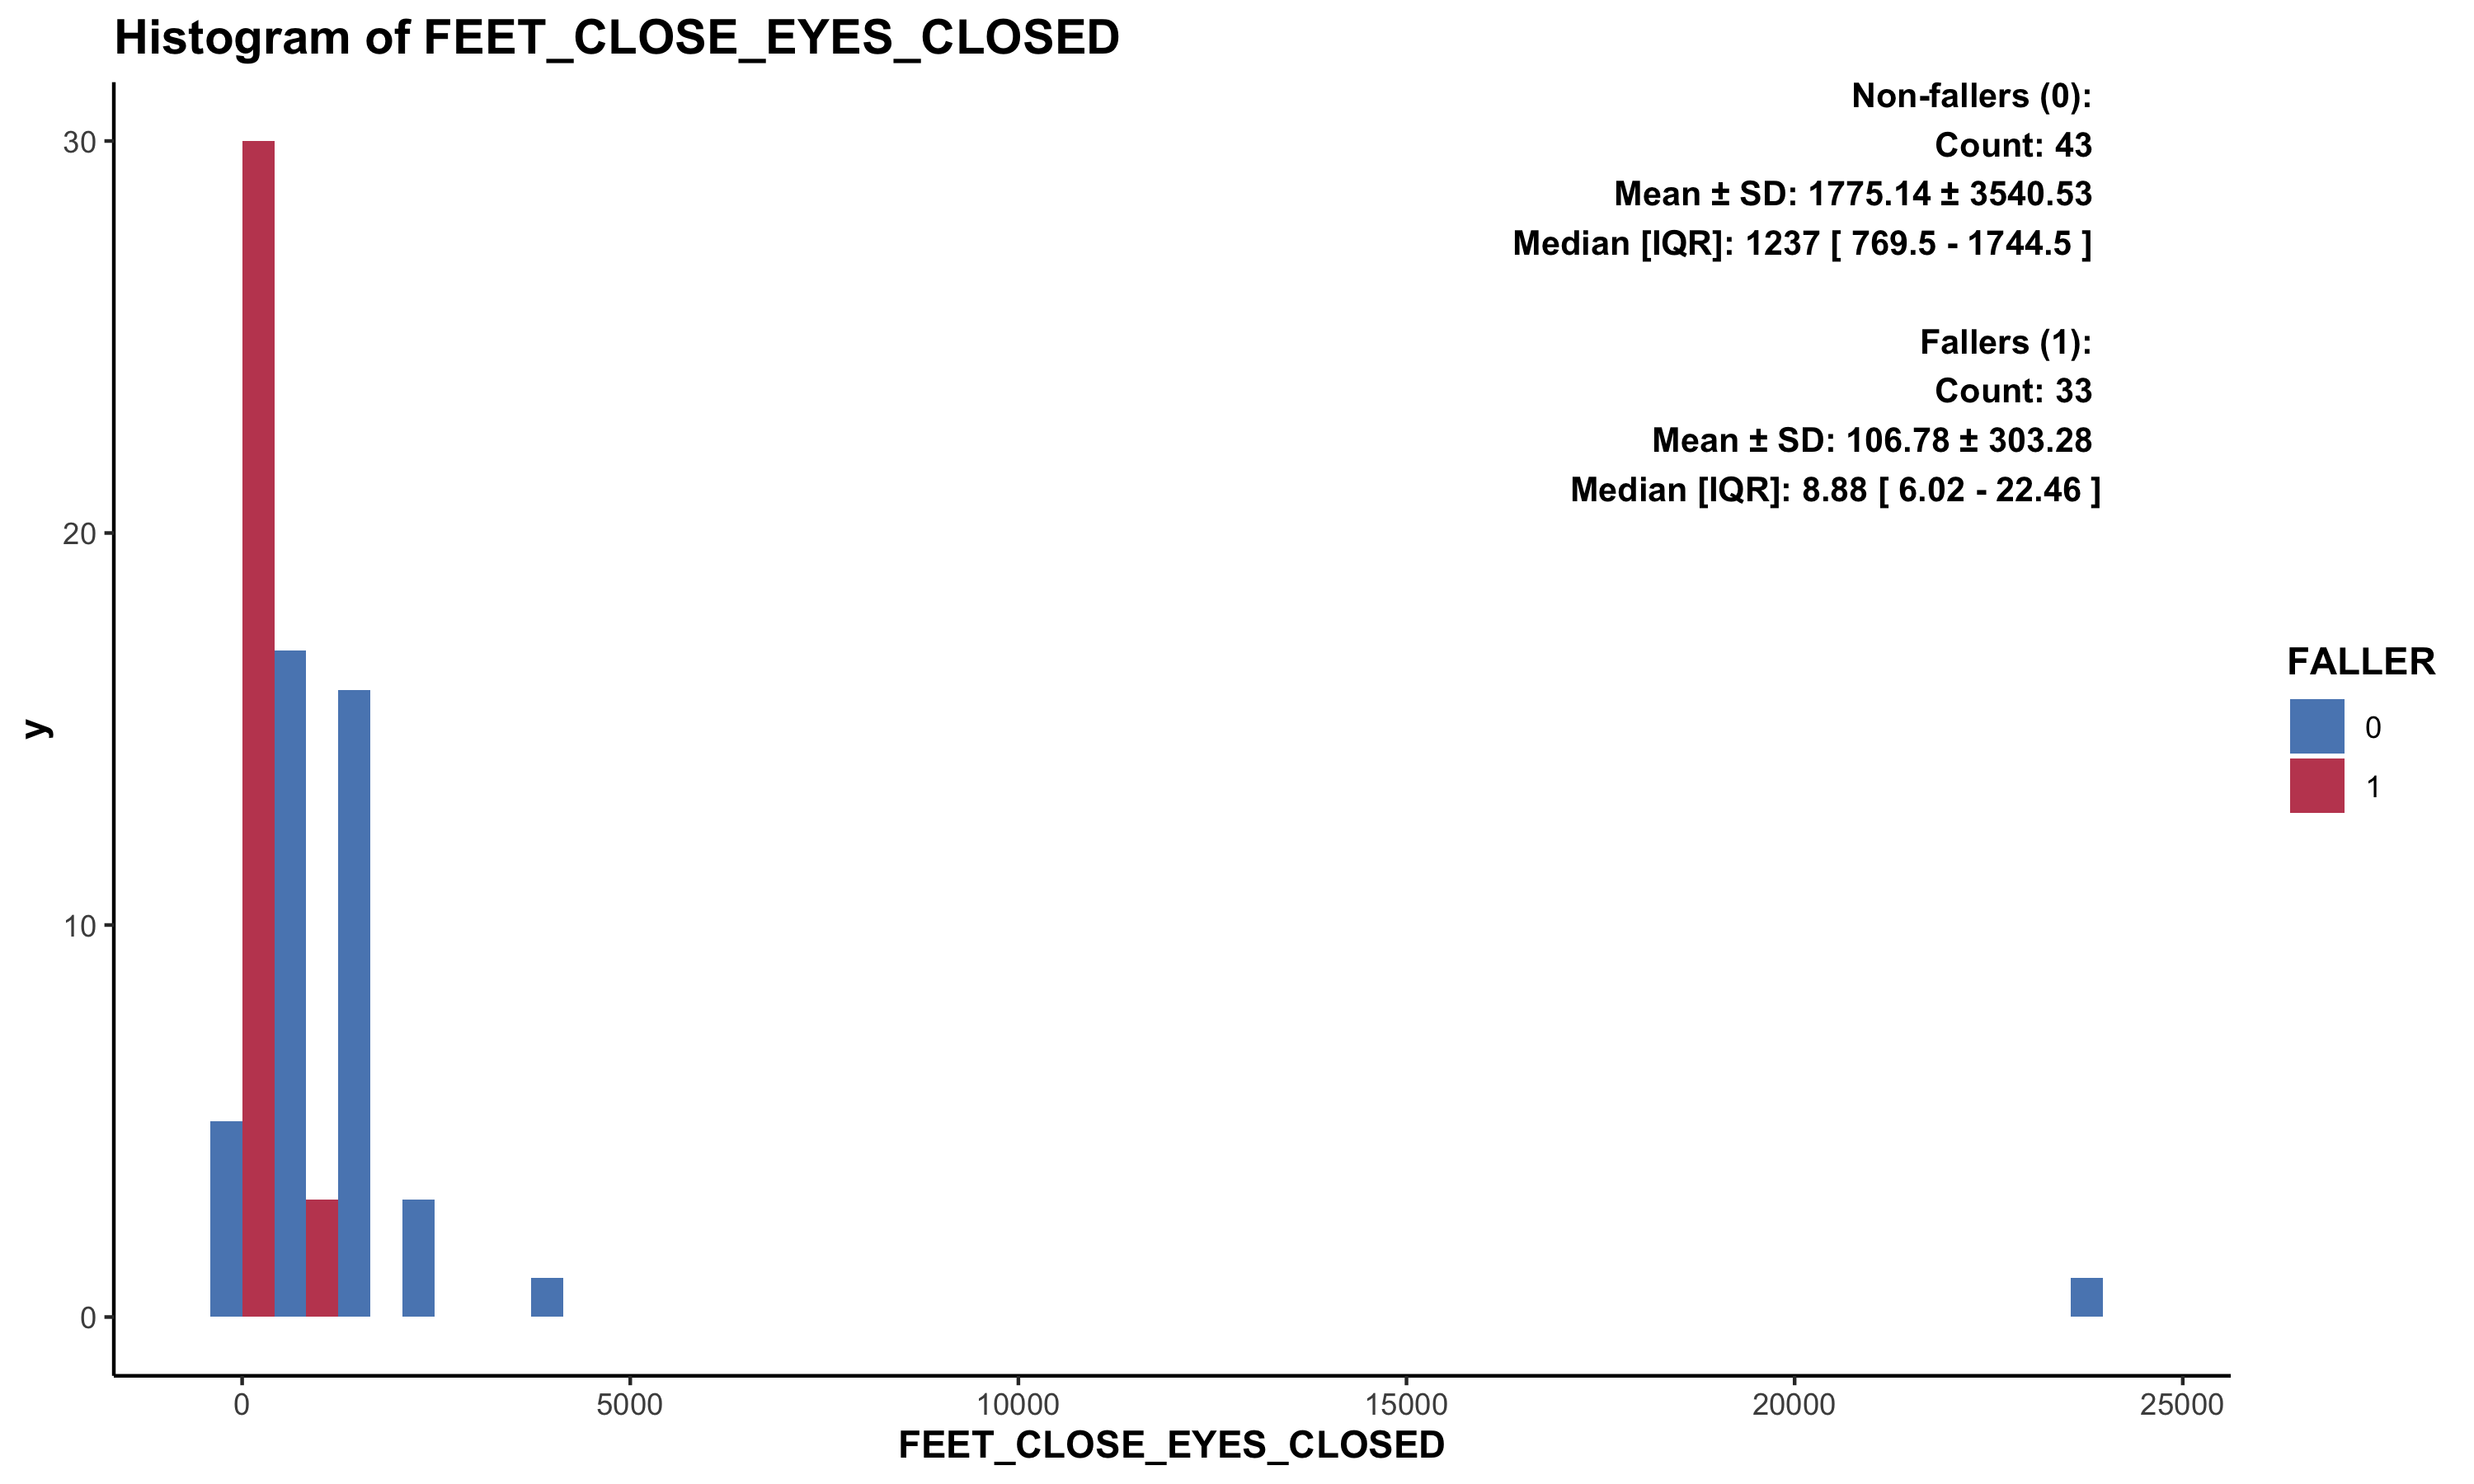 Histogram of FEET_CLOSE_EYES_CLOSED
Non-fallers (0):
Count: 43
Mean ± SD: 1775.14 ± 3540.53
Median [IQR]: 1237 [ 769.5 - 1744.5 ]
Fallers (1):
Count: 33
Mean ± SD: 106.78 ± 303.28
Median [IQR]: 8.88 [ 6.02 - 22.46 ]
30
20
10
0
y
FALLER
0
1
0 5000 10000 15000 20000 25000
FEET_CLOSE_EYES_CLOSED